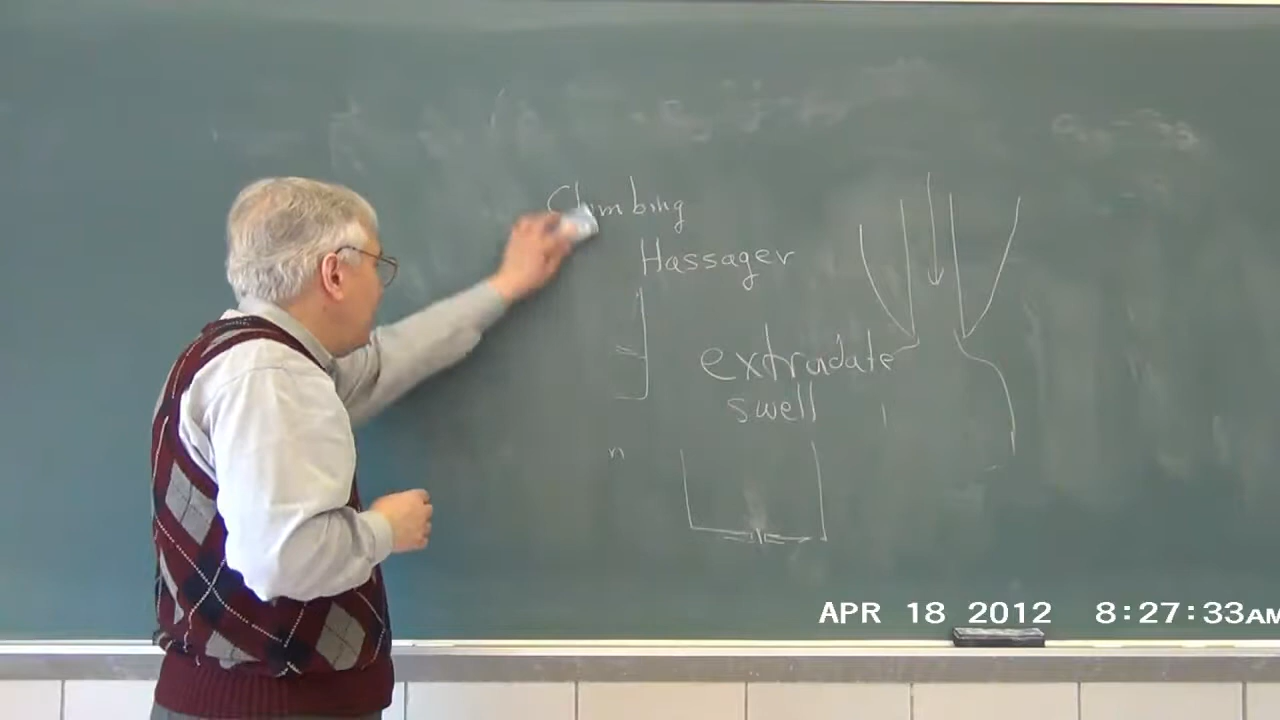 Climbing
Hassager
extrudate
swell
n
APR 18 2012 8:27:33AM